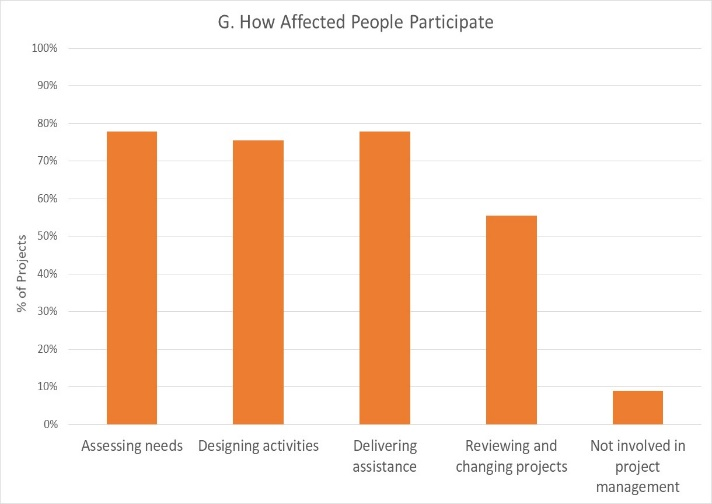 G. How Affected People Participate
100%
90%
80%
70%
60%
50%
40%
30%
20%
10%
0%
% of Projects
Assessing needs
Designing activities
Delivering
assistance
Reviewing and
changing projects
Not involved in
project
management